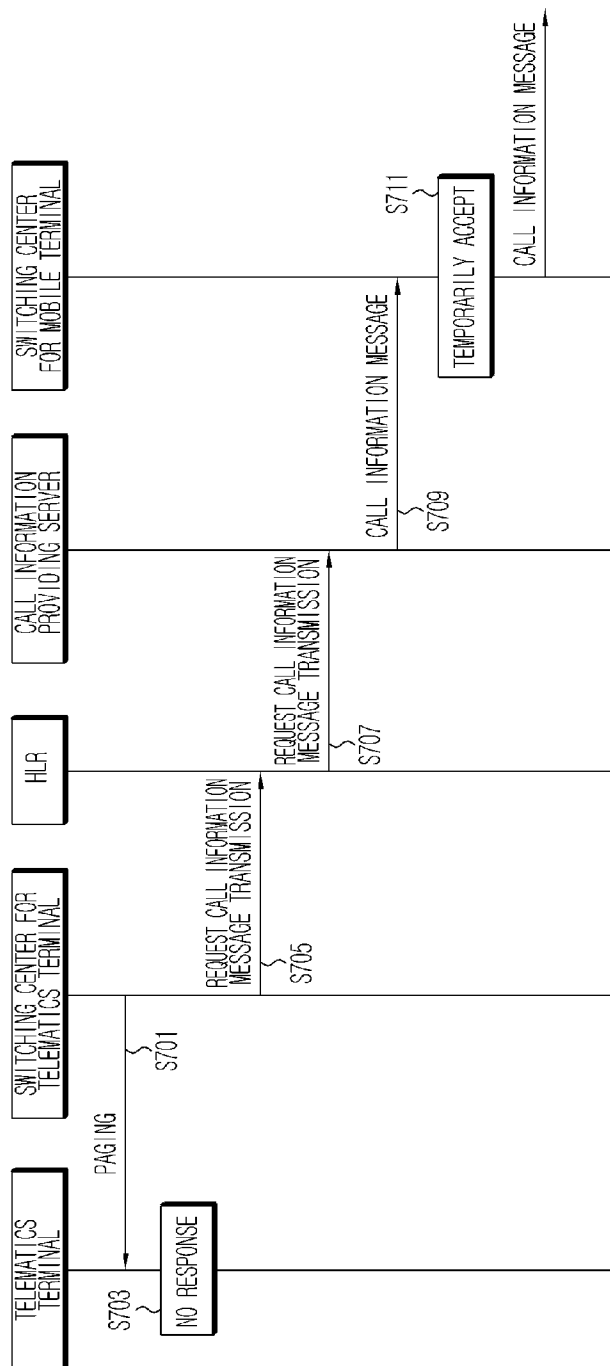 TELEMATICS
TERMINAL
SWITCHING CENTER FOR
TELEMATICS TERMINAL
HLR
CALL INFORMATION
PROVIDING SERVER
SWITCHING CENTER
FOR MOBILE TERMINAL
PAGING
S701
S703
NO RESPONSE
REQUEST CALL INFORMATION
MESSAGE TRANSMISSION
S705
REQUEST CALL INFORMATION
MESSAGE TRANSMISSION
S707
CALL INFORMATION MESSAGE
S709
S711
TEMPORARILY ACCEPT
CALL INFORMATION MESSAGE